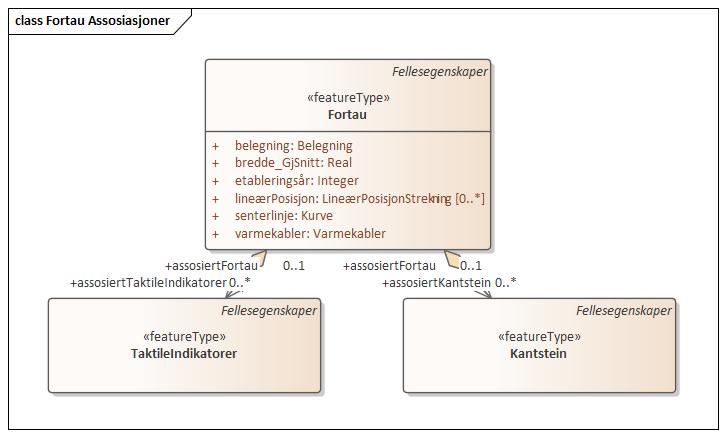 class Fortau Assosiasjoner
Fellesegenskaper
«featureType»
Fortau
+ belegning: Belegning
+ bredde_GjSnitt: Real
+ etableringsår: Integer
+ lineærPosisjon: LineærPosisjonStrekning [0..*]
+ senterlinje: Kurve
+ varmekabler: Varmekabler
+assosiertFortau 0..1
+assosiertFortau 0..1
+assosiertTaktileIndikatorer 0..*
+assosiertKantstein 0..*
Fellesegenskaper
«featureType»
TaktileIndikatorer
Fellesegenskaper
«featureType»
Kantstein